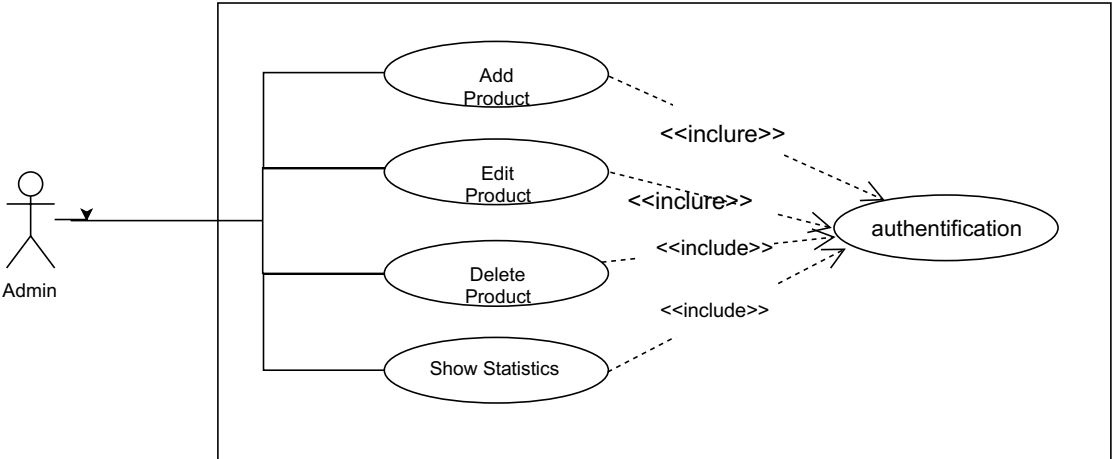 Add
Product
<<inclure>>
Edit
Product
<<inclure>>
authentification
<<include>>
Delete
Product
Admin
<<include>>
Show Statistics